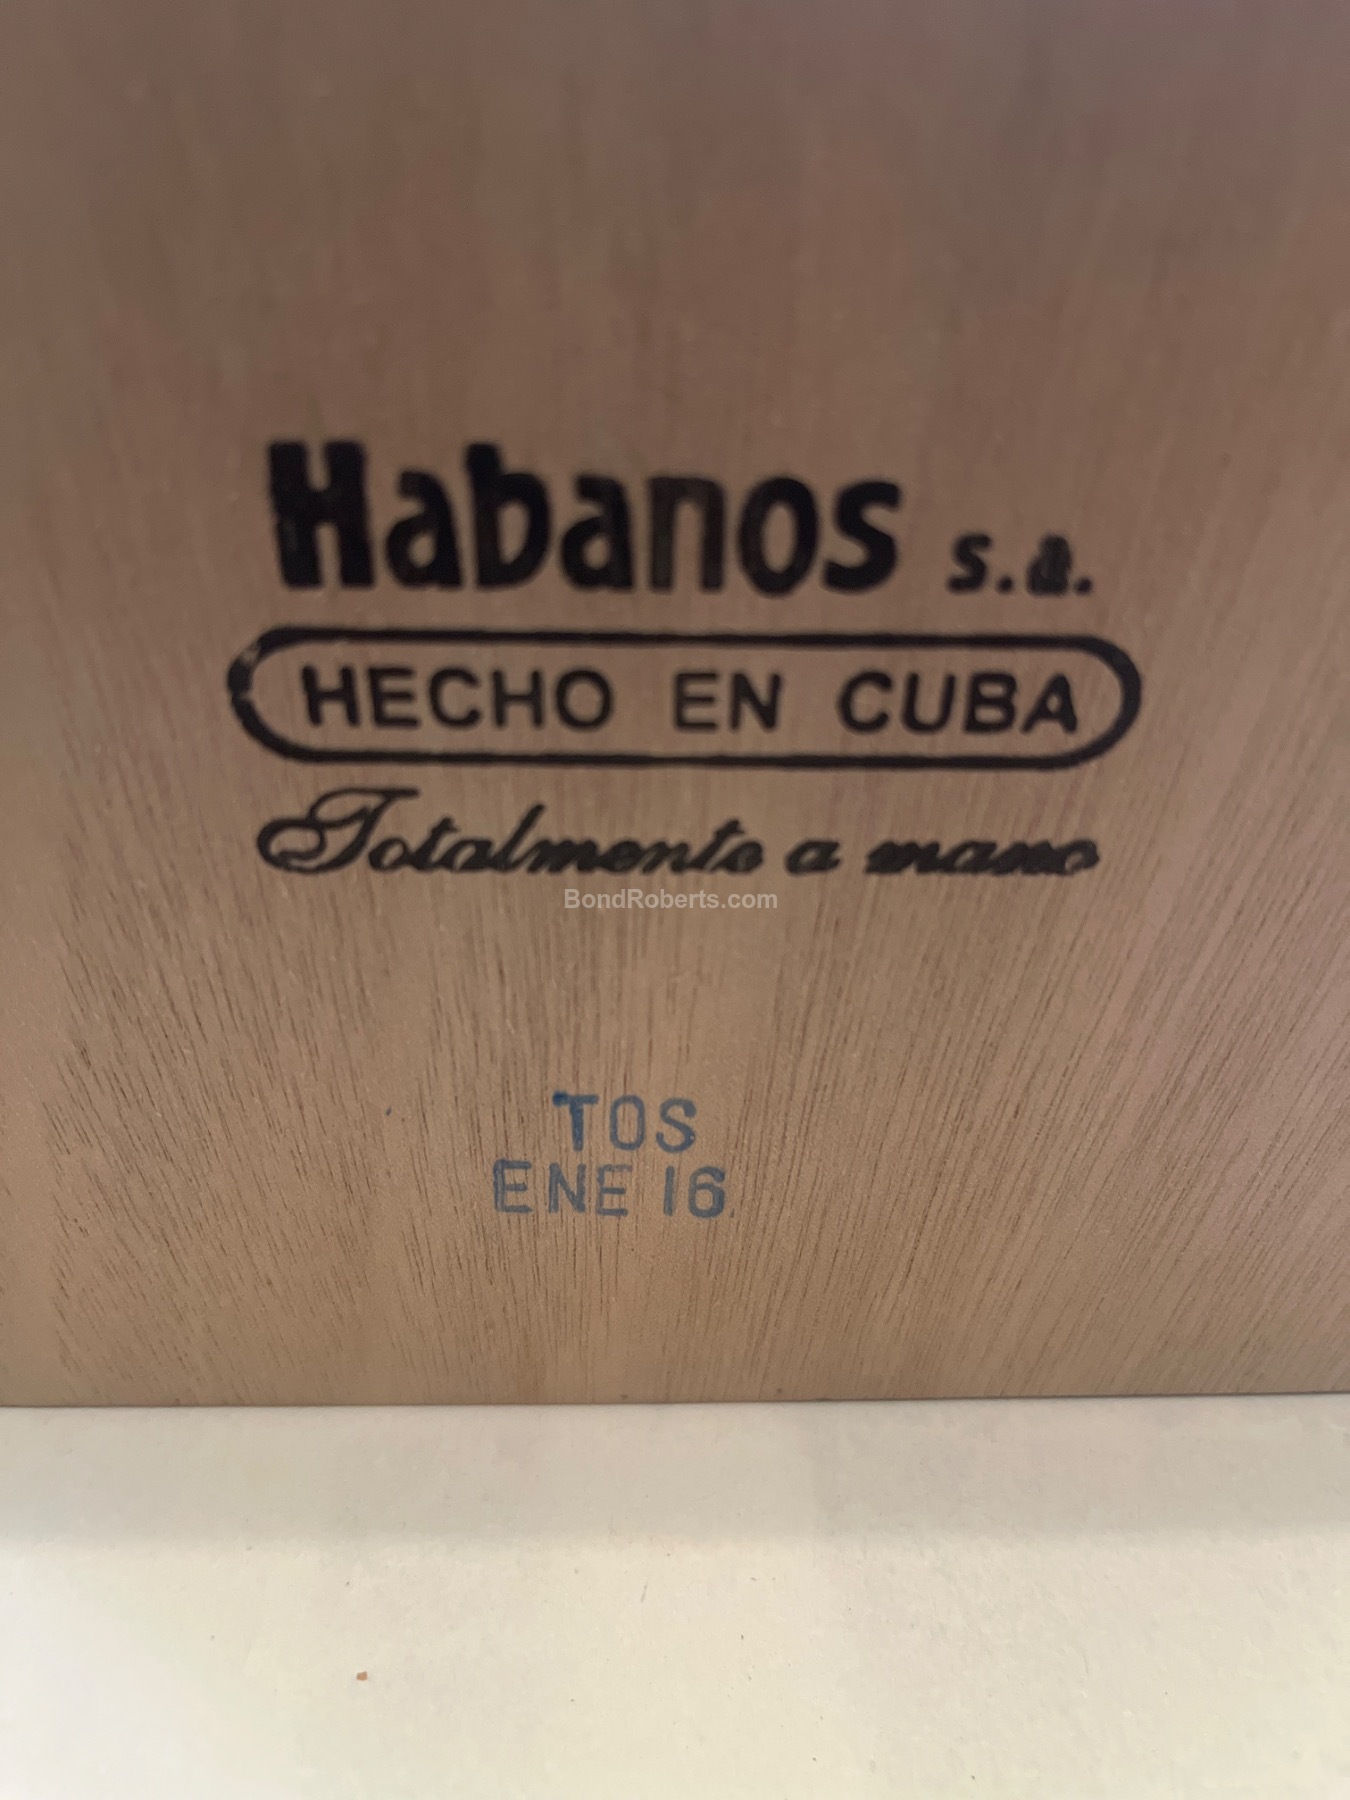 Habanos s.a.
HECHO EN CUBA
Totalmente a mano
BondRoberts.com
TOS
ENE 16